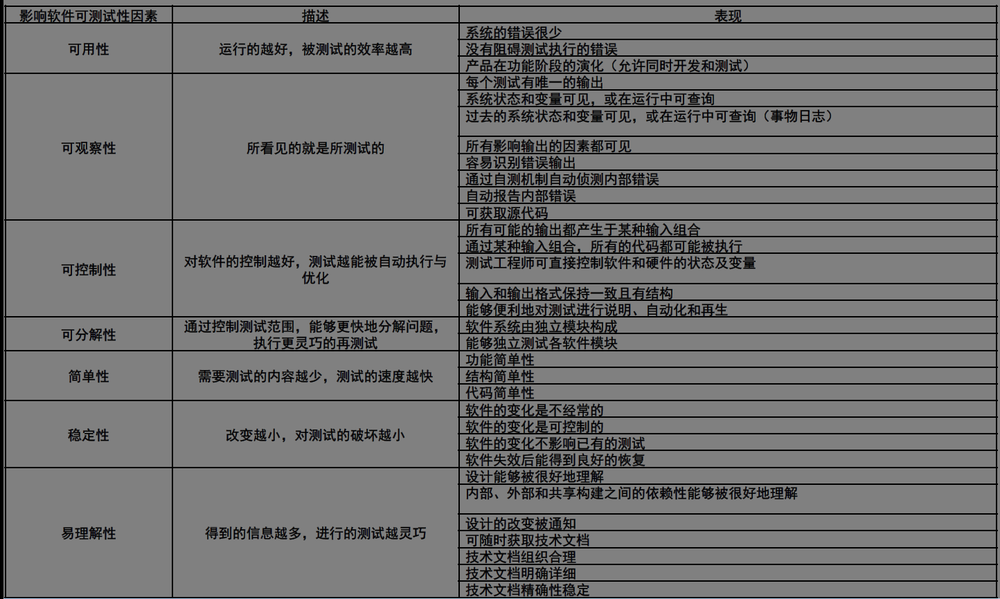 影响软件可测试性因素 描述 表现
可用性 运行的越好，被测试的效率越高
系统的错误很少
没有阻碍测试执行的错误
产品在功能阶段的演化（允许同时开发和测试）
可观察性 所看见的就是所测试的
每个测试有唯一的输出
系统状态和变量可见，或在运行中可查询
过去的系统状态和变量可见，或在运行中可查询（事物日志）
所有影响输出的因素都可见
容易识别错误输出
通过自测机制自动侦测内部错误
自动报告内部错误
可获取源代码
可控制性 对软件的控制越好，测试越能被自动执行与
优化
所有可能的输出都产生于某种输入组合
通过某种输入组合，所有的代码都可能被执行
测试工程师可直接控制软件和硬件的状态及变量
输入和输出格式保持一致且有结构
能够便利地对测试进行说明、自动化和再生
可分解性 通过控制测试范围，能够更快地分解问题，
执行更灵巧的再测试
软件系统由独立模块构成
能够独立测试各软件模块
简单性 需要测试的内容越少，测试的速度越快
功能简单性
结构简单性
代码简单性
稳定性 改变越小，对测试的破坏越小
软件的变化是不经常的
软件的变化是可控制的
软件的变化不影响已有的测试
软件失效后能得到良好的恢复
易理解性 得到的信息越多，进行的测试越灵巧
设计能够被很好地理解
内部、外部和共享构建之间的依赖性能够被很好地理解
设计的改变被通知
可随时获取技术文档
技术文档组织合理
技术文档明确详细
技术文档精确性稳定